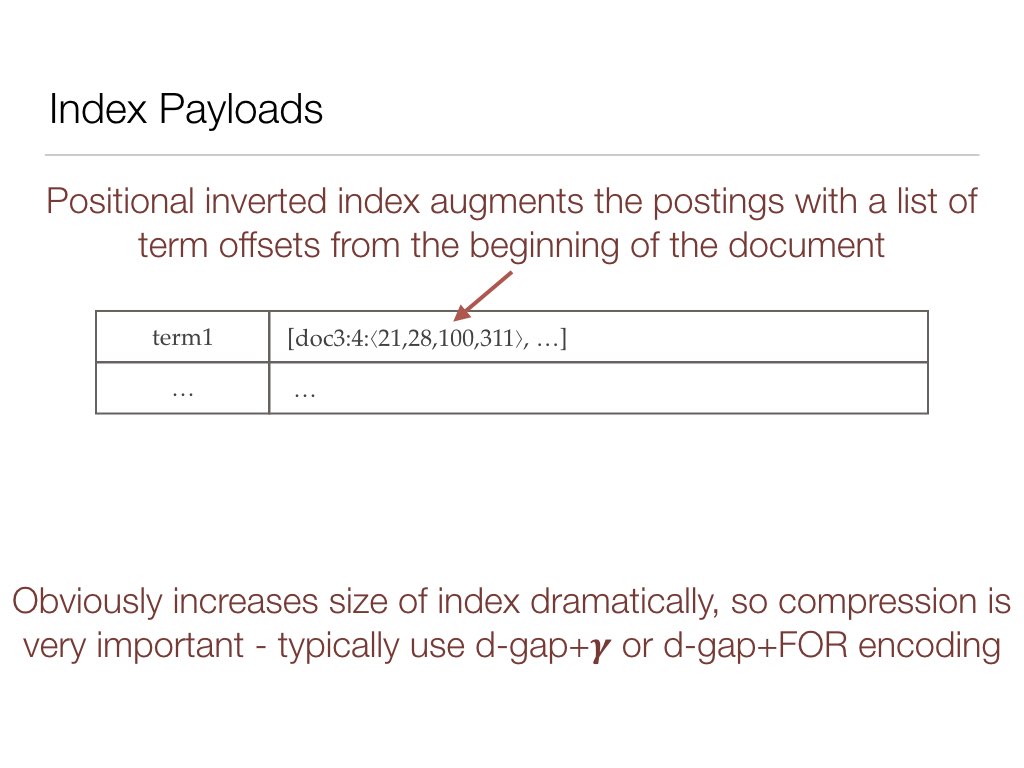 Index Payloads
Positional inverted index augments the postings with a list of
term offsets from the beginning of the document
term1 [doc3:4:⟨21,28,100,311⟩, …]
… …
Obviously increases size of index dramatically, so compression is
very important - typically use d-gap+γ or d-gap+FOR encoding